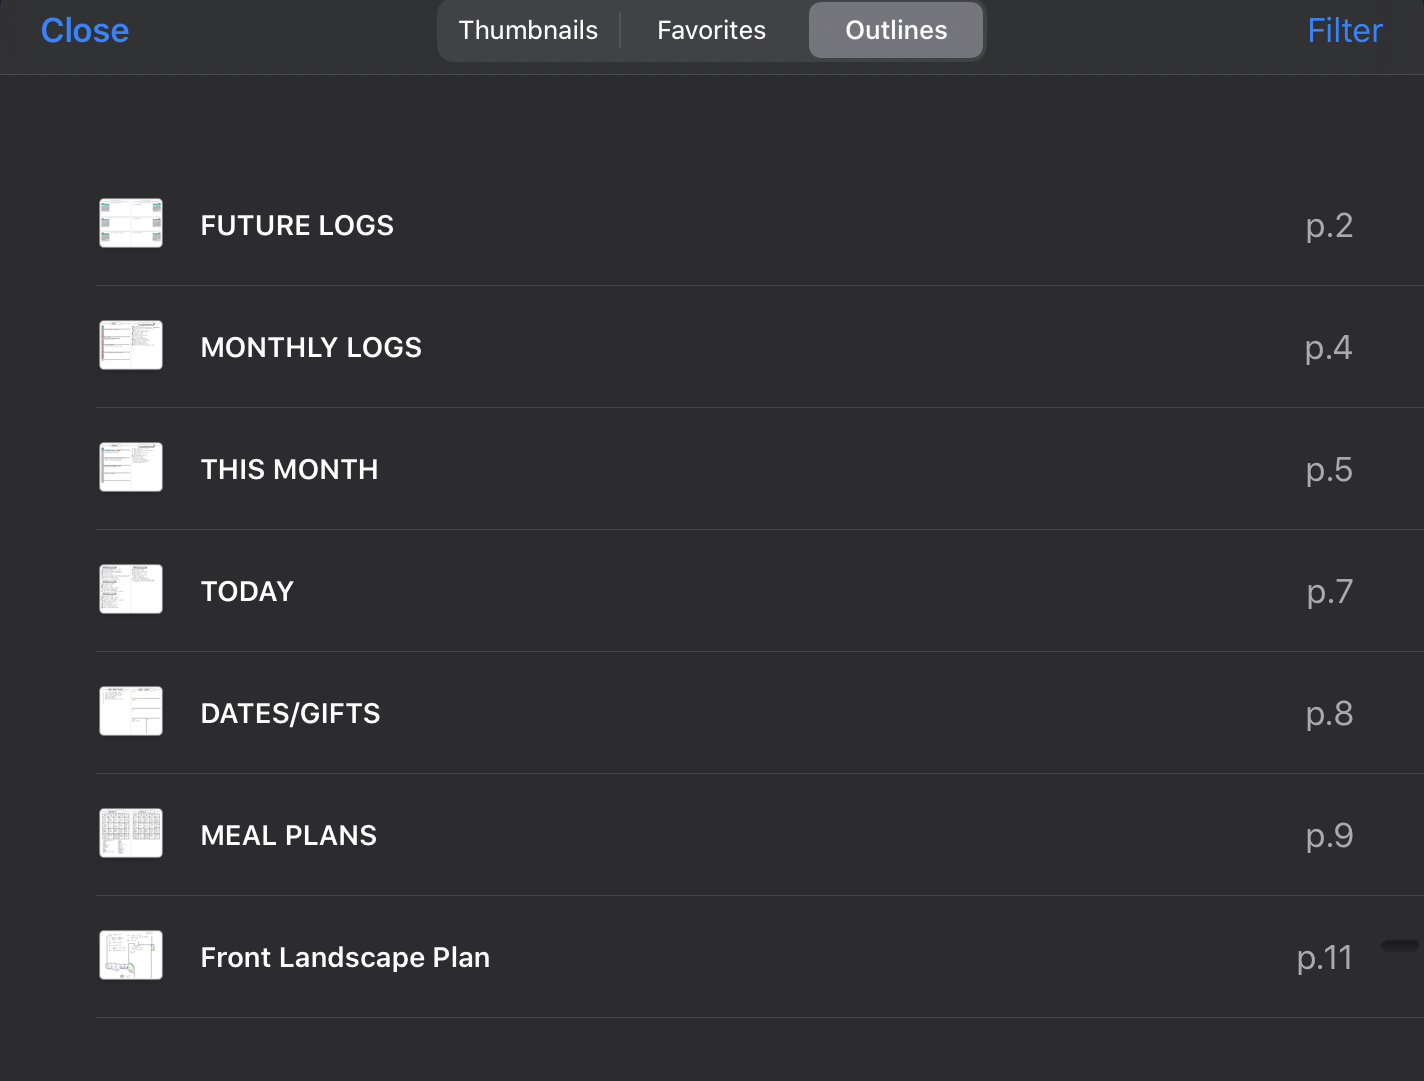 Close
Thumbnails
Favorites
Outlines
Filter
FUTURE LOGS
p.2
MONTHLY LOGS
p.4
THIS MONTH
p.5
TODAY
p.7
DATES/GIFTS
p.8
MEAL PLANS
p.9
Front Landscape Plan
p.11